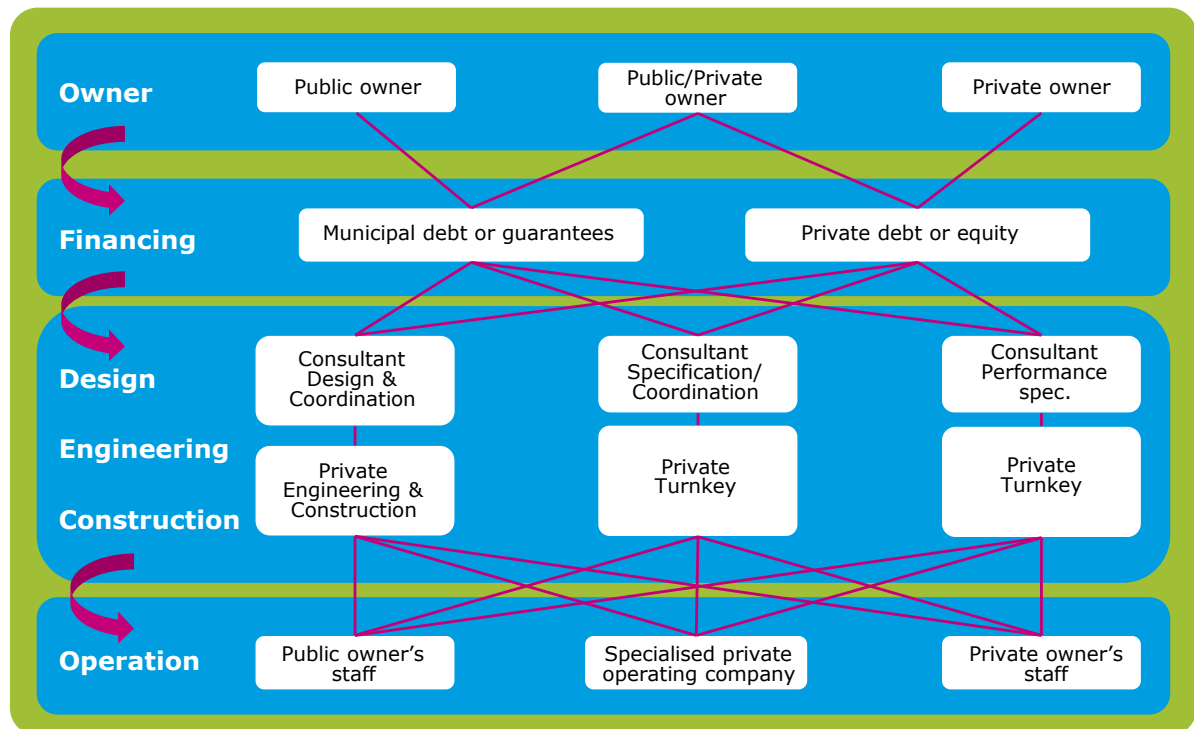 Owner
Public owner
Public/Private
owner
Private owner
Financing
Municipal debt or guarantees
Private debt or equity
Design
Engineering
Construction
Consultant
Design &
Coordination
Consultant
Specification/
Coordination
Consultant
Performance
spec.
Private
Engineering &
Construction
Private
Turnkey
Private
Turnkey
Operation
Public owner’s
staff
Specialised private
operating company
Private owner’s
staff